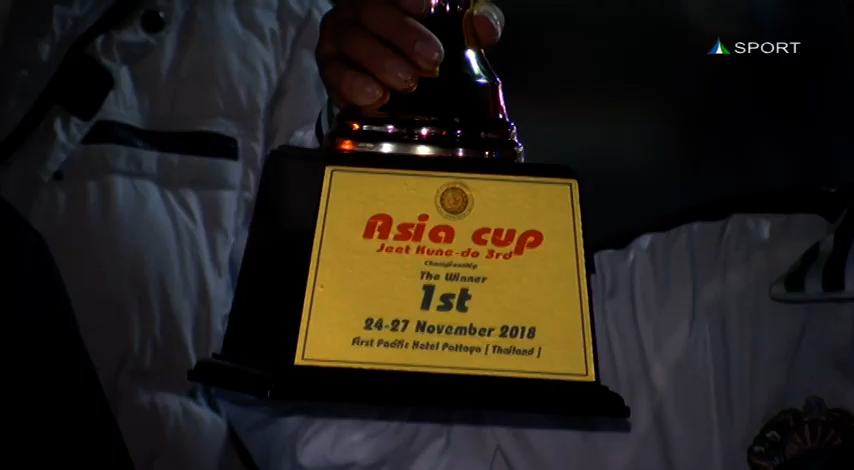 SPORT
Asia cup
Jeet Kune-do 3rd
Championship
The Winner
1st
24-27 November 2018
First Pacific Hotel Pattaya [ Thailand ]